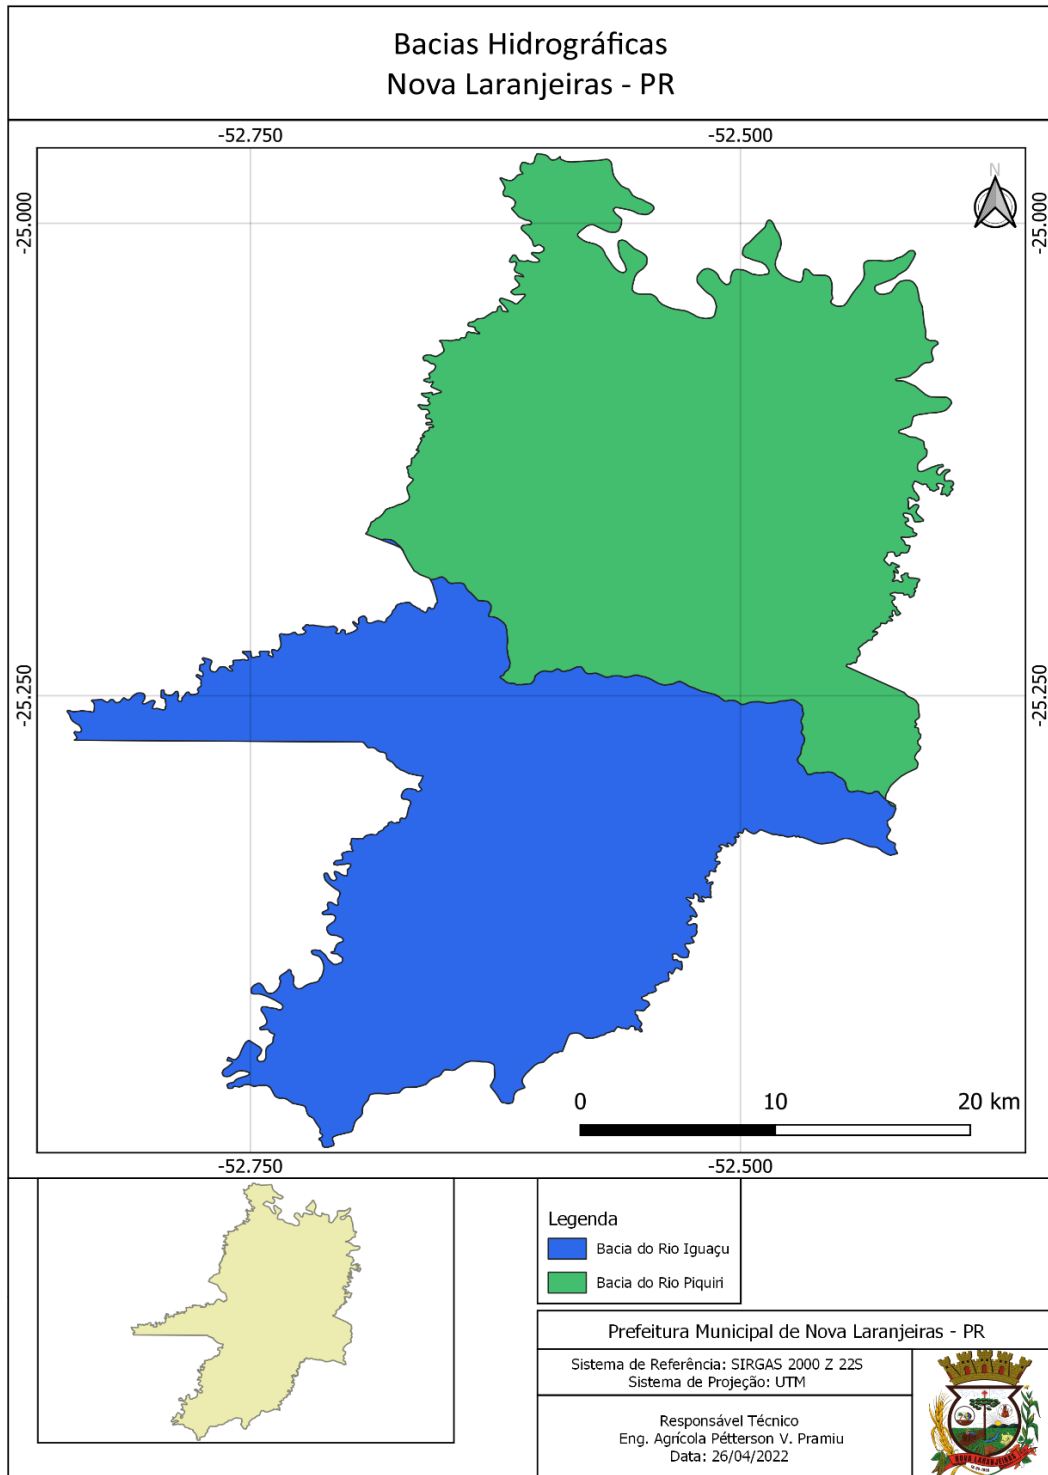 Bacias Hidrográficas
Nova Laranjeiras - PR
-52.750
-52.500
N
-25.000
-25.000
-25.250
-25.250
0
10
20 km
-52.750
-52.500
Legenda
Bacia do Rio Iguaçu
Bacia do Rio Piquiri
Prefeitura Municipal de Nova Laranjeiras - PR
Sistema de Referência: SIRGAS 2000 Z 22S
Sistema de Projeção: UTM
Responsável Técnico
Eng. Agrícola Pétterson V. Pramiu
Data: 26/04/2022
NOVA LARANJEIRAS